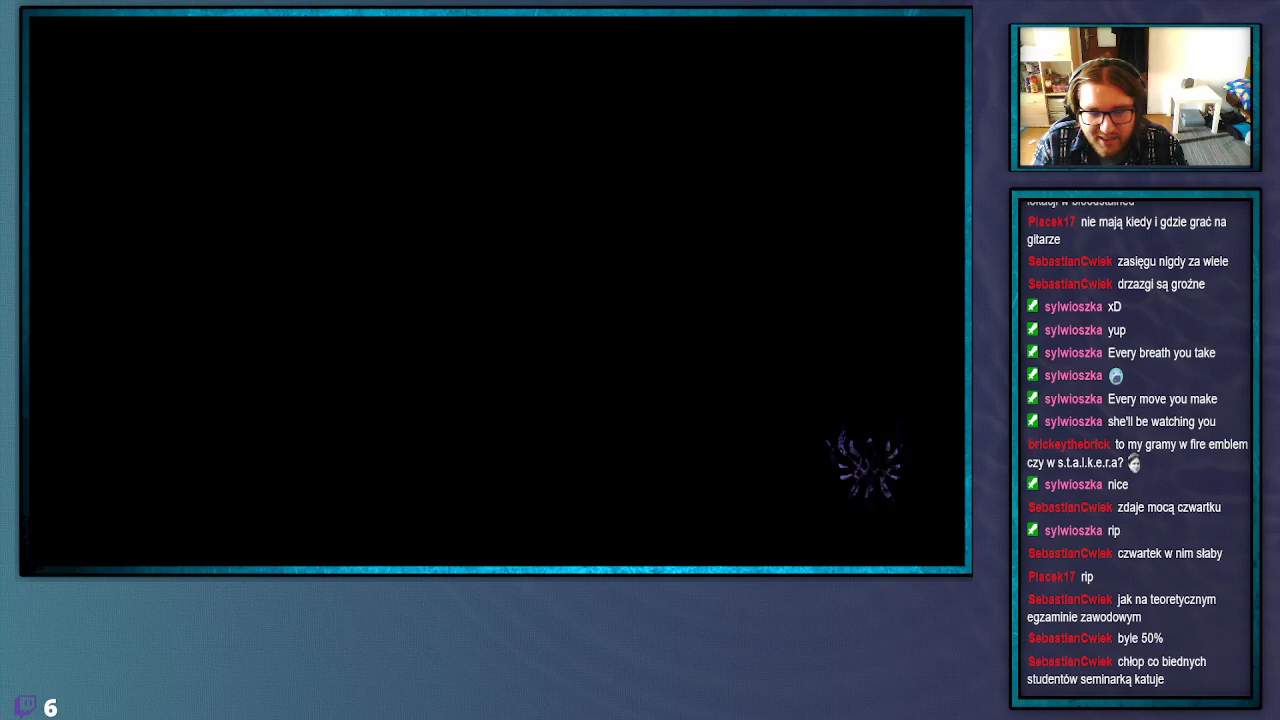 lokacji w bloodstained
Placek17 nie mają kiedy i gdzie grać na
gitarze
SebastianCwiek zasięgu nigdy za wiele
SebastianCwiek drzazgi są groźne
sylwioszka xD
sylwioszka yup
sylwioszka Every breath you take
sylwioszka
sylwioszka Every move you make
sylwioszka she'll be watching you
brickeythebrick to my gramy w fire emblem
czy w s.t.a.l.k.e.r.a?
sylwioszka nice
SebastianCwiek zdaje mocą czwartku
sylwioszka rip
SebastianCwiek czwartek w nim słaby
Placek17 rip
SebastianCwiek jak na teoretycznym
egzaminie zawodowym
SebastianCwiek byle 50%
SebastianCwiek chłop co biednych
studentów seminarką katuje
6